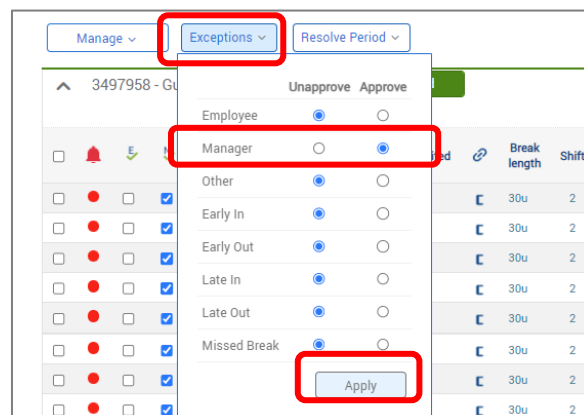 Manage Exceptions Resolve Period
3497958 - Gu
Unapprove Approve
Employee
Manager
Other
Early In
Early Out
Late In
Late Out
Missed Break
Apply
E
Break length Shift
30u 2
30u 2
30u 2
30u 2
30u 2
30u 2
30u 2
30u 2